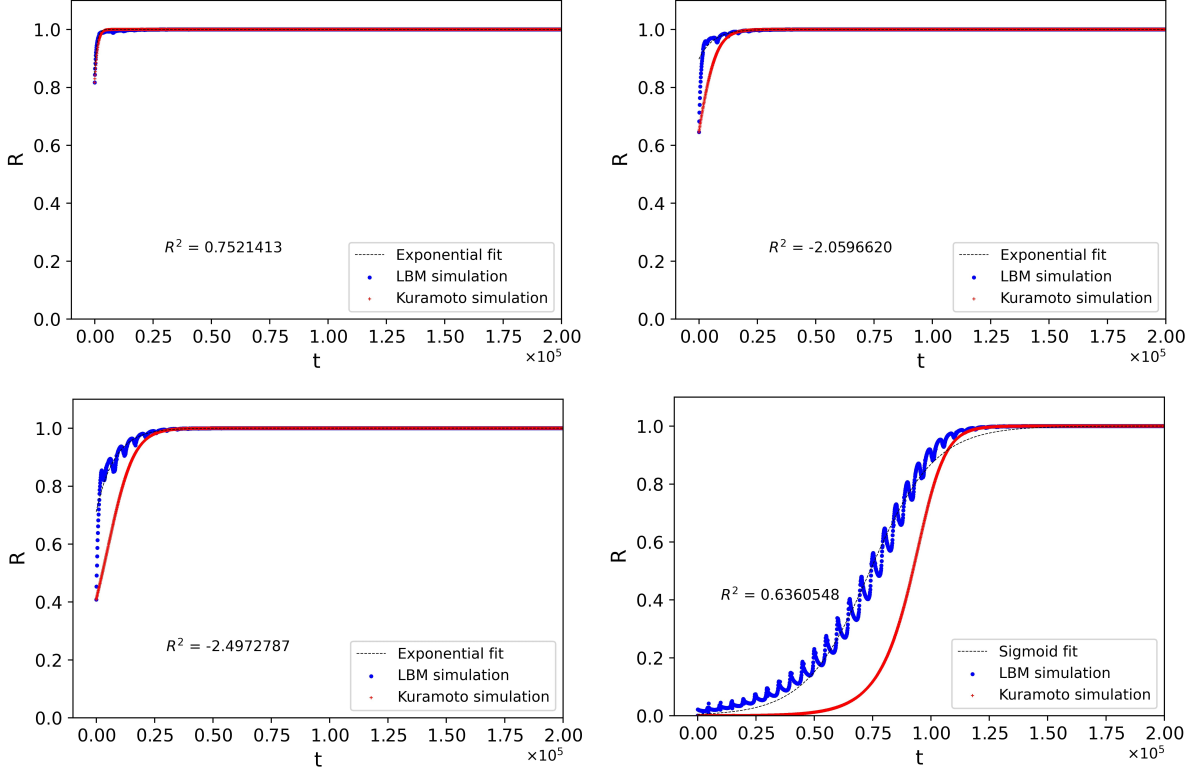 1.0
0.8
0.6
0.4
0.2
0.0
R
R² = 0.7521413
Exponential fit
LBM simulation
Kuramoto simulation
0.00 0.25 0.50 0.75 1.00 1.25 1.50 1.75 2.00
×10⁵
t
1.0
0.8
0.6
0.4
0.2
0.0
R
R² = -2.0596620
Exponential fit
LBM simulation
Kuramoto simulation
0.00 0.25 0.50 0.75 1.00 1.25 1.50 1.75 2.00
×10⁵
t
1.0
0.8
0.6
0.4
0.2
0.0
R
R² = -2.4972787
Exponential fit
LBM simulation
Kuramoto simulation
0.00 0.25 0.50 0.75 1.00 1.25 1.50 1.75 2.00
×10⁵
t
1.0
0.8
0.6
0.4
0.2
0.0
R
R² = 0.6360548
Sigmoid fit
LBM simulation
Kuramoto simulation
0.00 0.25 0.50 0.75 1.00 1.25 1.50 1.75 2.00
×10⁵
t